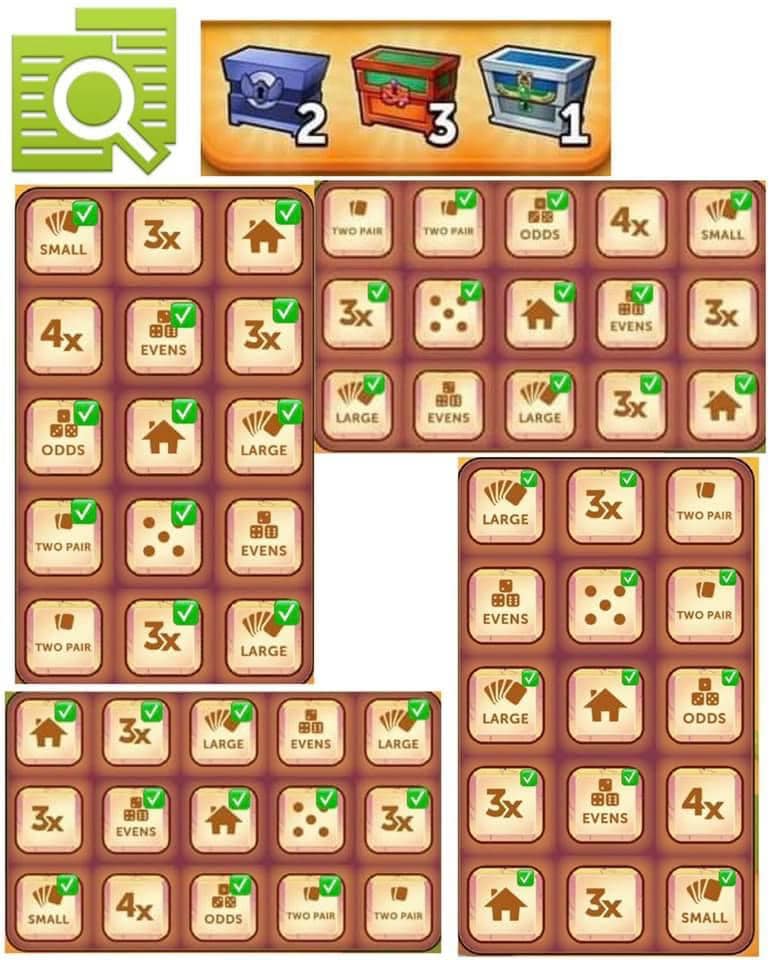 2 3 1
SMALL 3x
4x EVENS 3x
ODDS LARGE
TWO PAIR EVENS
TWO PAIR 3x LARGE
TWO PAIR TWO PAIR ODDS 4x SMALL
3x EVENS 3x
LARGE EVENS LARGE 3x
LARGE 3x TWO PAIR
EVENS TWO PAIR
LARGE ODDS
3x EVENS 4x
3x SMALL
3x LARGE EVENS LARGE
3x EVENS 3x
SMALL 4x ODDS TWO PAIR TWO PAIR